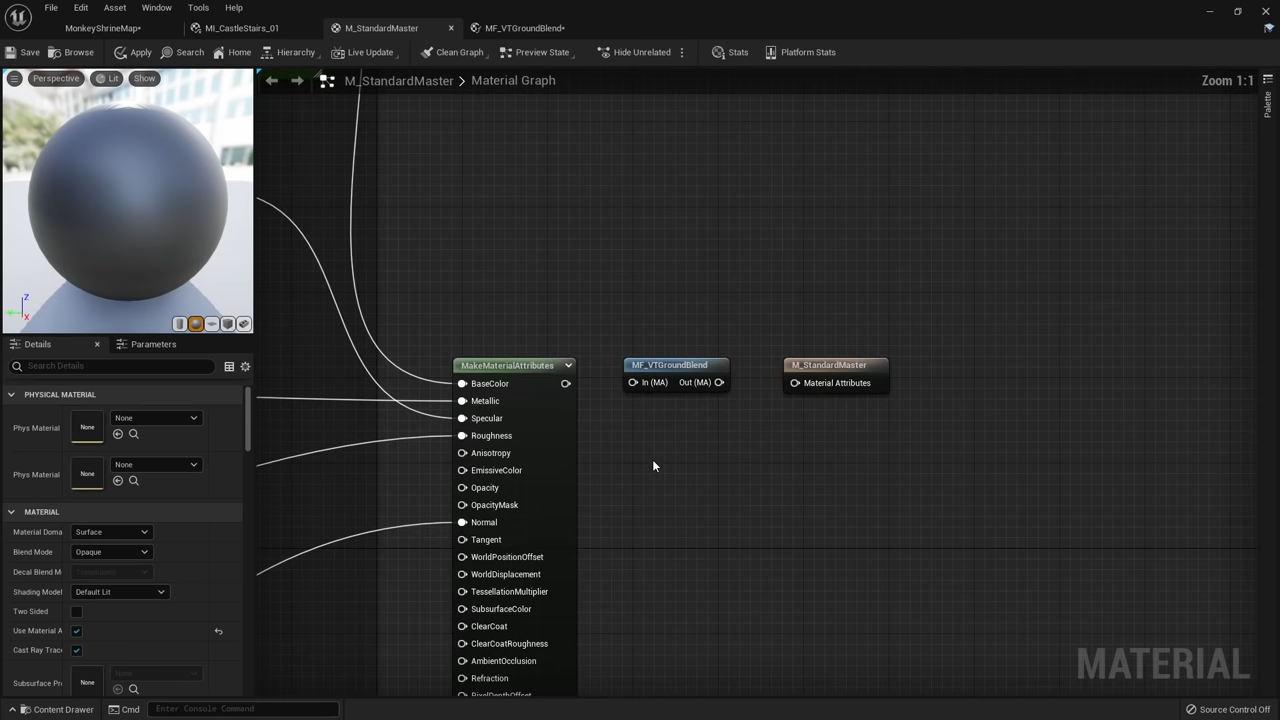 File Edit Asset Window Tools Help
MonkeyShrineMap* MI_CastleStairs_01 M_StandardMaster MF_VTGroundBlend*
Save Browse Apply Search Home Hierarchy Live Update Clean Graph Preview State Hide Unrelated Stats Platform Stats
Perspective Lit Show
M_StandardMaster > Material Graph
Zoom 1:1
Palette
Z
X
Details Parameters
Search Details
PHYSICAL MATERIAL
Phys Material None None
Phys Material None None
MATERIAL
Material Doma Surface
Blend Mode Opaque
Decal Blend M
Shading Model Default Lit
Two Sided
Use Material A
Cast Ray Trace
Subsurface Pr None None
MakeMaterialAttributes
BaseColor
Metallic
Specular
Roughness
Anisotropy
EmissiveColor
Opacity
OpacityMask
Normal
Tangent
WorldPositionOffset
WorldDisplacement
TessellationMultiplier
SubsurfaceColor
ClearCoat
ClearCoatRoughness
AmbientOcclusion
Refraction
PixelDepthOffset
MF_VTGroundBlend
In (MA) Out (MA)
M_StandardMaster
Material Attributes
MATERIAL
Content Drawer Cmd Enter Console Command Source Control Off